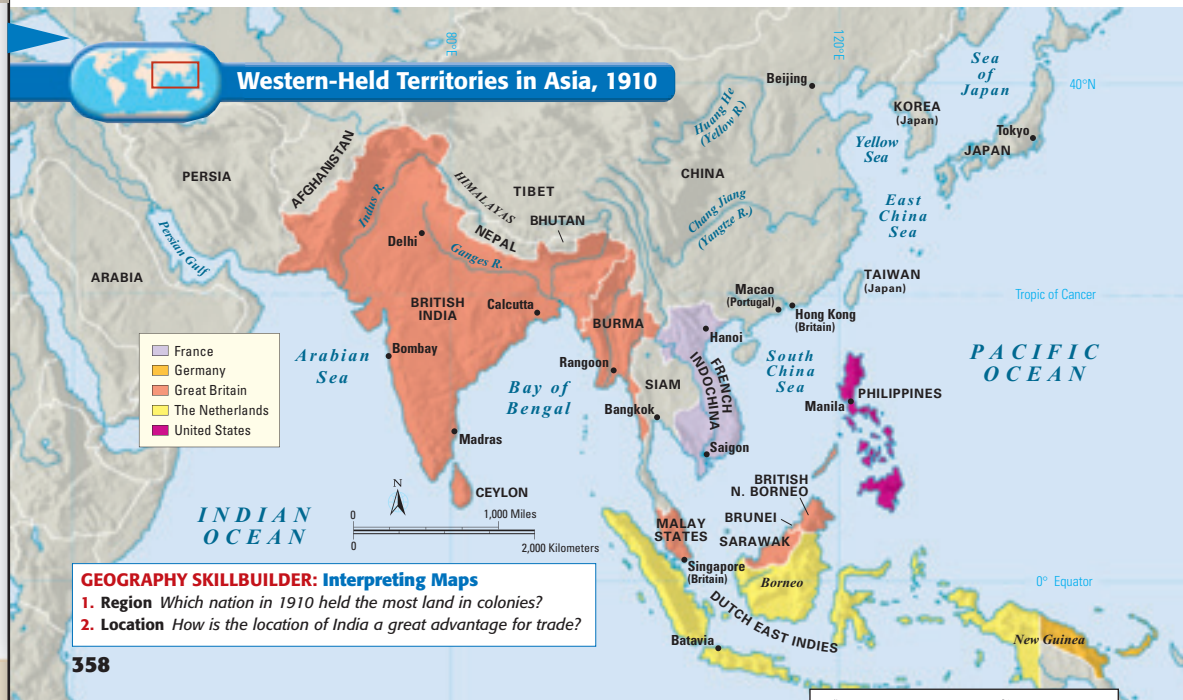 Western-Held Territories in Asia, 1910
80°E
120°E
40°N
Tropic of Cancer
0° Equator
Beijing
Huang He
(Yellow R.)
Sea
of
Japan
KOREA
(Japan)
Tokyo
JAPAN
Yellow
Sea
PERSIA
AFGHANISTAN
Indus R.
HIMALAYAS
TIBET
CHINA
Chang Jiang
(Yangtze R.)
East
China
Sea
BHUTAN
NEPAL
Delhi
Ganges R.
Persian Gulf
ARABIA
TAIWAN
(Japan)
Macao
(Portugal)
Hong Kong
(Britain)
BRITISH
INDIA
Calcutta
BURMA
Hanoi
Bombay
Arabian
Sea
Rangoon
SIAM
FRENCH
INDOCHINA
South
China
Sea
PACIFIC
OCEAN
Bay of
Bengal
Bangkok
PHILIPPINES
Manila
Madras
Saigon
France
Germany
Great Britain
The Netherlands
United States
CEYLON
BRITISH
N. BORNEO
BRUNEI
SARAWAK
MALAY
STATES
Singapore
(Britain)
Borneo
INDIAN
OCEAN
N
0
1,000 Miles
0
2,000 Kilometers
DUTCH EAST INDIES
New Guinea
Batavia
GEOGRAPHY SKILLBUILDER: Interpreting Maps
1. Region Which nation in 1910 held the most land in colonies?
2. Location How is the location of India a great advantage for trade?
358